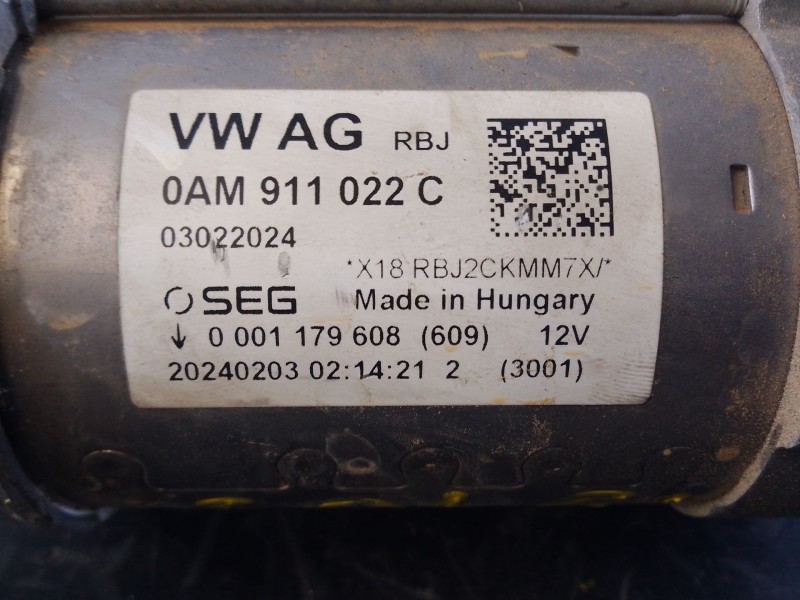 VW AG RBJ
0AM 911 022 C
03022024
*X18 RBJ2CKMM7X/*
SEG Made in Hungary
↓ 0 001 179 608 (609) 12V
20240203 02:14:21 2 (3001)